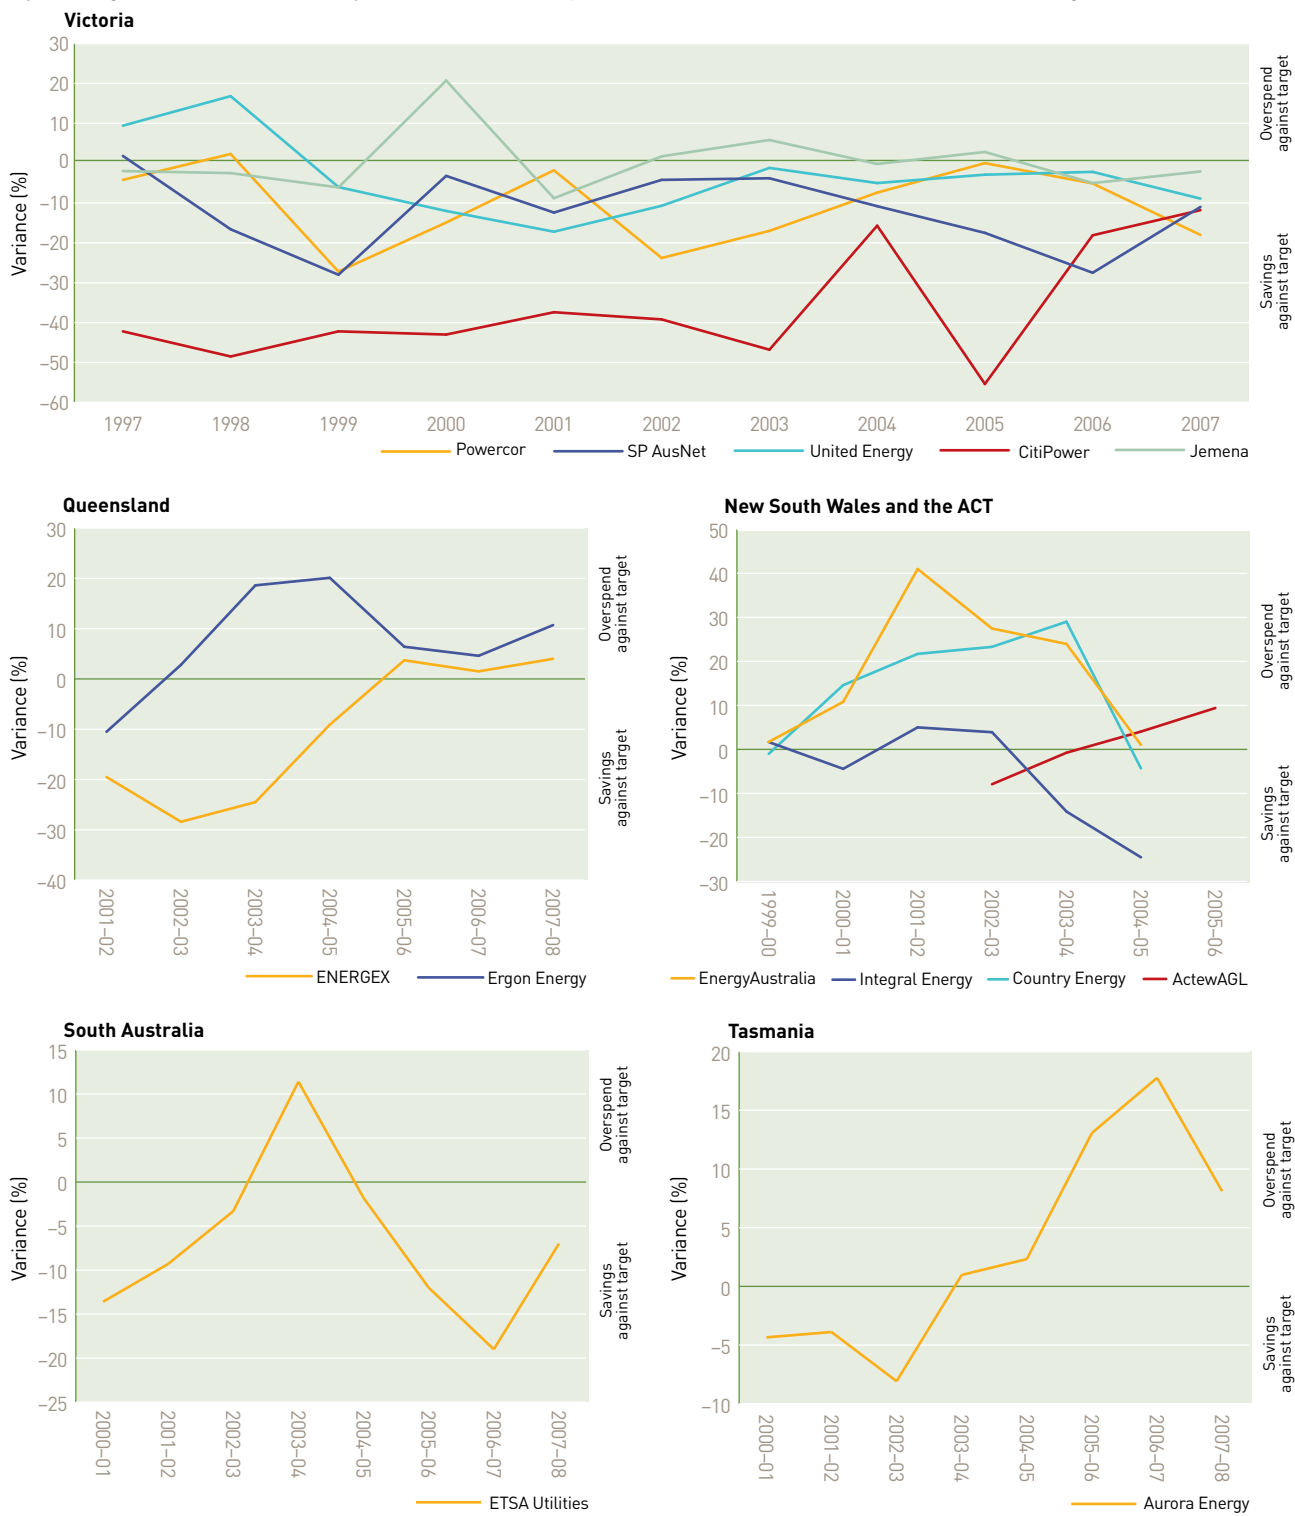 Victoria
30
20
10
0
–10
–20
–30
–40
–50
–60
Variance (%)
Overspend
against target
Savings
against target
1997 1998 1999 2000 2001 2002 2003 2004 2005 2006 2007
Powercor SP AusNet United Energy CitiPower Jemena
Queensland
30
20
10
0
–10
–20
–30
–40
Variance (%)
Overspend
against target
Savings
against target
2001–02 2002–03 2003–04 2004–05 2005–06 2006–07 2007–08
ENERGEX Ergon Energy
New South Wales and the ACT
50
40
30
20
10
0
–10
–20
–30
Variance (%)
Overspend
against target
Savings
against target
1999–00 2000–01 2001–02 2002–03 2003–04 2004–05 2005–06
EnergyAustralia Integral Energy Country Energy ActewAGL
South Australia
15
10
5
0
–5
–10
–15
–20
–25
Variance (%)
Overspend
against target
Savings
against target
2000–01 2001–02 2002–03 2003–04 2004–05 2005–06 2006–07 2007–08
ETSA Utilities
Tasmania
20
15
10
5
0
–5
–10
Variance (%)
Overspend
against target
Savings
against target
2000–01 2001–02 2002–03 2003–04 2004–05 2005–06 2006–07 2007–08
Aurora Energy